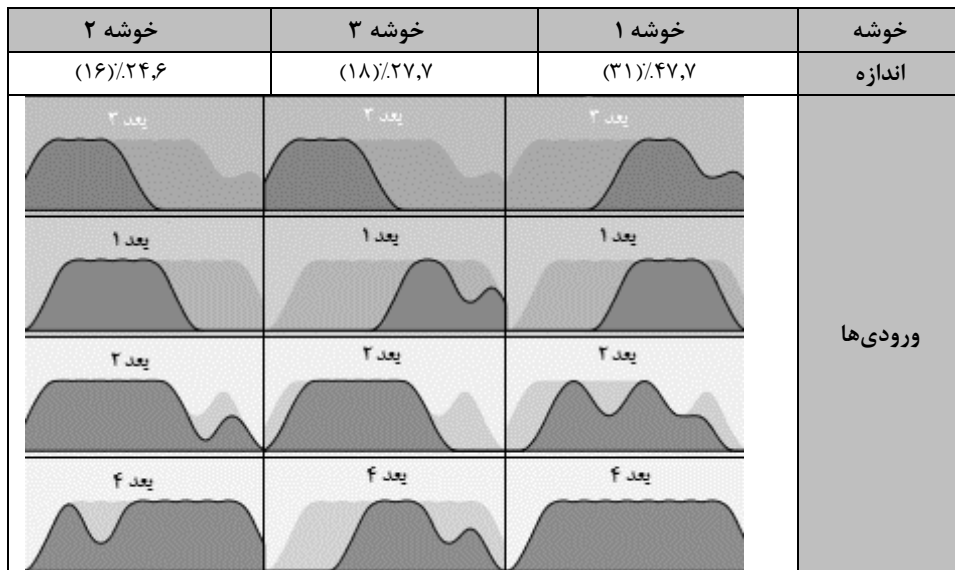 خوشه خوشه ۱ خوشه ۳ خوشه ۲
اندازه ۴۷,۷٪(۳۱) ۲۷,۷٪(۱۸) ۲۴,۶٪(۱۶)
ورودی‌ها
بعد ۳ بعد ۳ بعد ۳
بعد ۱ بعد ۱ بعد ۱
بعد ۲ بعد ۲ بعد ۲
بعد ۴ بعد ۴ بعد ۴